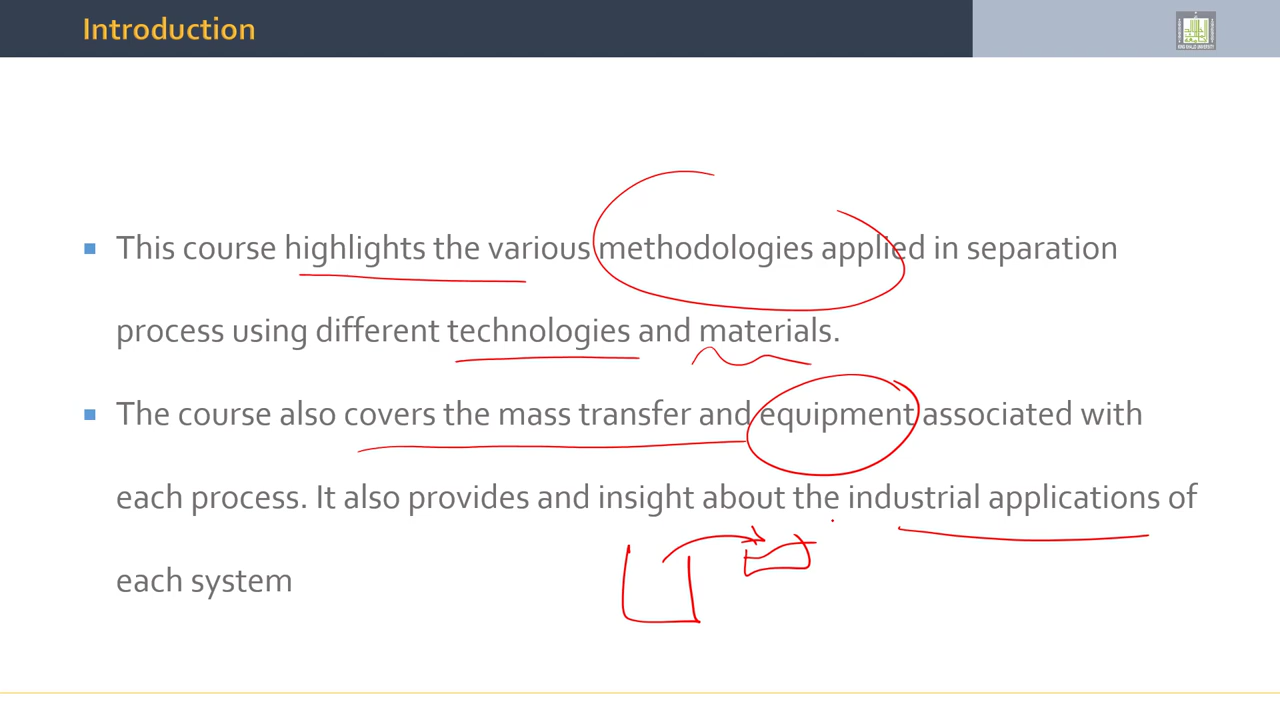 Introduction
This course highlights the various methodologies applied in separation
process using different technologies and materials.
The course also covers the mass transfer and equipment associated with
each process. It also provides and insight about the industrial applications of
each system